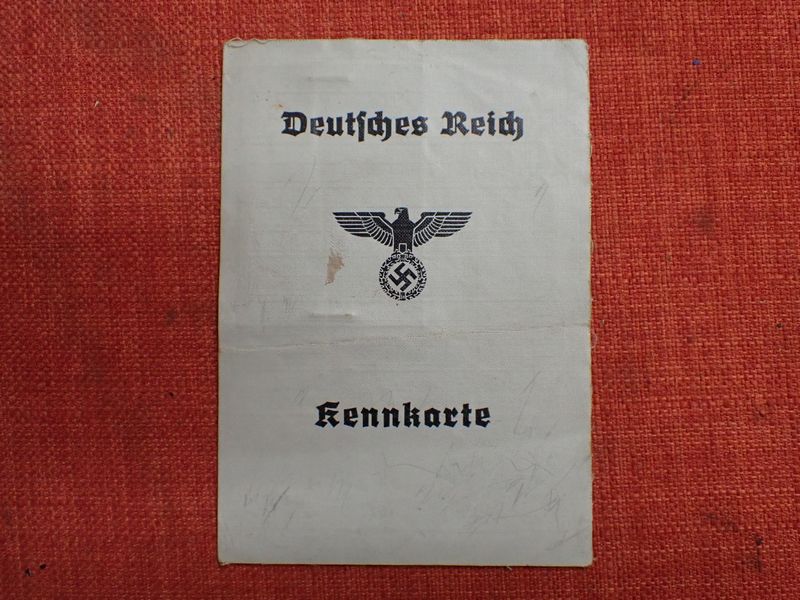 Deutſches Reich
Kennkarte